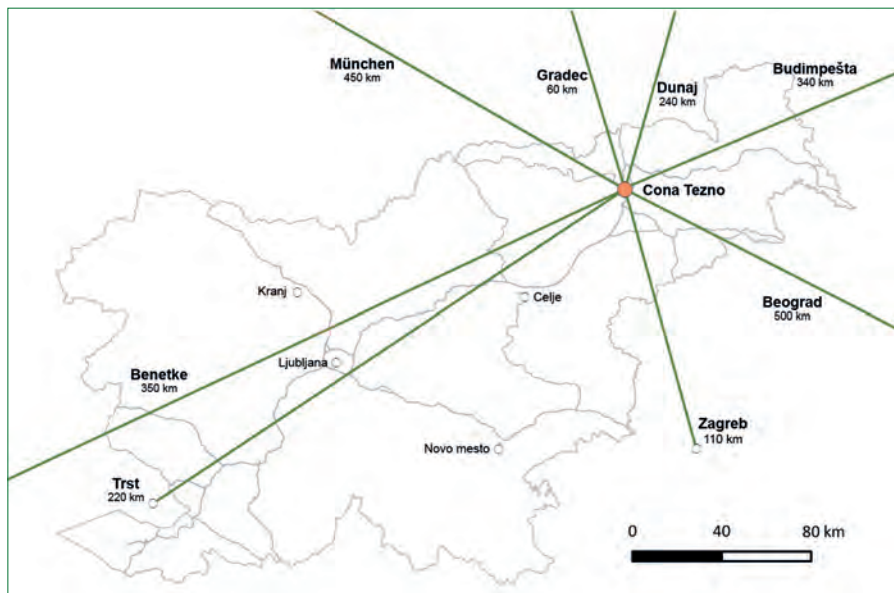 München
450 km
Gradec
60 km
Dunaj
240 km
Budimpešta
340 km
Cona Tezno
Kranj
Celje
Beograd
500 km
Ljubljana
Benetke
350 km
Zagreb
110 km
Novo mesto
Trst
220 km
0 40 80 km